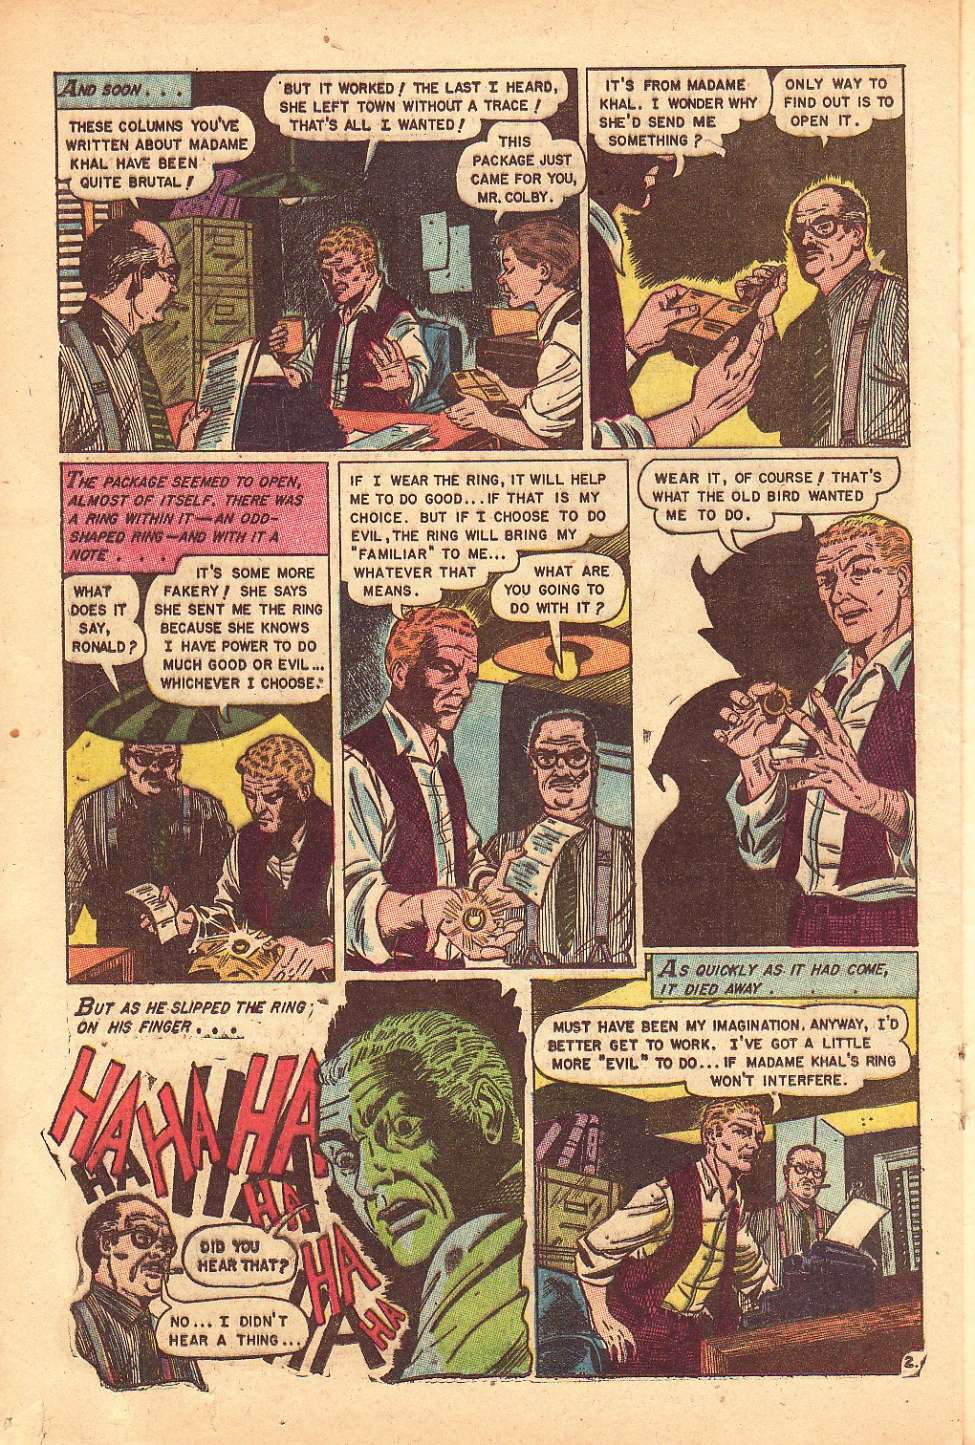 AND SOON . . .
THESE COLUMNS YOU'VE
WRITTEN ABOUT MADAME
KHAL HAVE BEEN
QUITE BRUTAL!
BUT IT WORKED! THE LAST I HEARD,
SHE LEFT TOWN WITHOUT A TRACE!
THAT'S ALL I WANTED!
THIS
PACKAGE JUST
CAME FOR YOU,
MR. COLBY.
IT'S FROM MADAME
KHAL. I WONDER WHY
SHE'D SEND ME
SOMETHING?
ONLY WAY TO
FIND OUT IS TO
OPEN IT.
THE PACKAGE SEEMED TO OPEN,
ALMOST OF ITSELF. THERE WAS
A RING WITHIN IT—AN ODD-
SHAPED RING—AND WITH IT A
NOTE . . . .
WHAT
DOES IT
SAY,
RONALD?
IT'S SOME MORE
FAKERY! SHE SAYS
SHE SENT ME THE RING
BECAUSE SHE KNOWS
I HAVE POWER TO DO
MUCH GOOD OR EVIL...
WHICHEVER I CHOOSE."
IF I WEAR THE RING, IT WILL HELP
ME TO DO GOOD...IF THAT IS MY
CHOICE. BUT IF I CHOOSE TO DO
EVIL, THE RING WILL BRING MY
"FAMILIAR" TO ME...
WHATEVER THAT
MEANS.
WHAT ARE
YOU GOING TO
DO WITH IT?
WEAR IT, OF COURSE! THAT'S
WHAT THE OLD BIRD WANTED
ME TO DO.
BUT AS HE SLIPPED THE RING
ON HIS FINGER . . .
HA HA HA HA
HA HA
HA
HA
HA
DID YOU
HEAR THAT?
NO... I DIDN'T
HEAR A THING...
AS QUICKLY AS IT HAD COME,
IT DIED AWAY . . . .
MUST HAVE BEEN MY IMAGINATION. ANYWAY, I'D
BETTER GET TO WORK. I'VE GOT A LITTLE
MORE "EVIL" TO DO...IF MADAME KHAL'S RING
WON'T INTERFERE.
2.